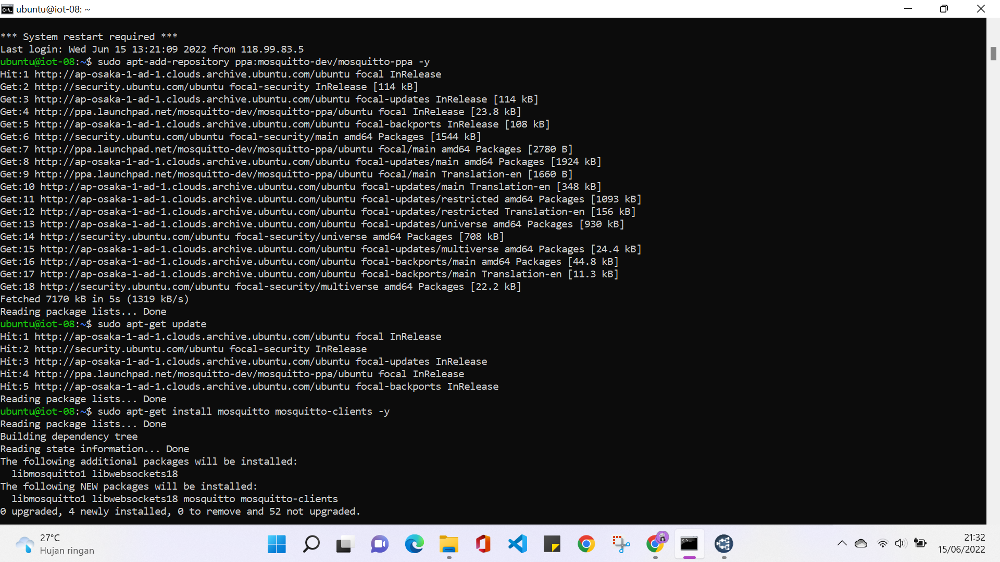 ubuntu@iot-08: ~
*** System restart required ***
Last login: Wed Jun 15 13:21:09 2022 from 118.99.83.5
ubuntu@iot-08:~$ sudo apt-add-repository ppa:mosquitto-dev/mosquitto-ppa -y
Hit:1 http://ap-osaka-1-ad-1.clouds.archive.ubuntu.com/ubuntu focal InRelease
Get:2 http://security.ubuntu.com/ubuntu focal-security InRelease [114 kB]
Get:3 http://ap-osaka-1-ad-1.clouds.archive.ubuntu.com/ubuntu focal-updates InRelease [114 kB]
Get:4 http://ppa.launchpad.net/mosquitto-dev/mosquitto-ppa/ubuntu focal InRelease [23.8 kB]
Get:5 http://ap-osaka-1-ad-1.clouds.archive.ubuntu.com/ubuntu focal-backports InRelease [108 kB]
Get:6 http://security.ubuntu.com/ubuntu focal-security/main amd64 Packages [1544 kB]
Get:7 http://ppa.launchpad.net/mosquitto-dev/mosquitto-ppa/ubuntu focal/main amd64 Packages [2780 B]
Get:8 http://ap-osaka-1-ad-1.clouds.archive.ubuntu.com/ubuntu focal-updates/main amd64 Packages [1924 kB]
Get:9 http://ppa.launchpad.net/mosquitto-dev/mosquitto-ppa/ubuntu focal/main Translation-en [1660 B]
Get:10 http://ap-osaka-1-ad-1.clouds.archive.ubuntu.com/ubuntu focal-updates/main Translation-en [348 kB]
Get:11 http://ap-osaka-1-ad-1.clouds.archive.ubuntu.com/ubuntu focal-updates/restricted amd64 Packages [1093 kB]
Get:12 http://ap-osaka-1-ad-1.clouds.archive.ubuntu.com/ubuntu focal-updates/restricted Translation-en [156 kB]
Get:13 http://ap-osaka-1-ad-1.clouds.archive.ubuntu.com/ubuntu focal-updates/universe amd64 Packages [930 kB]
Get:14 http://security.ubuntu.com/ubuntu focal-security/universe amd64 Packages [708 kB]
Get:15 http://ap-osaka-1-ad-1.clouds.archive.ubuntu.com/ubuntu focal-updates/multiverse amd64 Packages [24.4 kB]
Get:16 http://ap-osaka-1-ad-1.clouds.archive.ubuntu.com/ubuntu focal-backports/main amd64 Packages [44.8 kB]
Get:17 http://ap-osaka-1-ad-1.clouds.archive.ubuntu.com/ubuntu focal-backports/main Translation-en [11.3 kB]
Get:18 http://security.ubuntu.com/ubuntu focal-security/multiverse amd64 Packages [22.2 kB]
Fetched 7170 kB in 5s (1319 kB/s)
Reading package lists... Done
ubuntu@iot-08:~$ sudo apt-get update
Hit:1 http://ap-osaka-1-ad-1.clouds.archive.ubuntu.com/ubuntu focal InRelease
Hit:2 http://security.ubuntu.com/ubuntu focal-security InRelease
Hit:3 http://ap-osaka-1-ad-1.clouds.archive.ubuntu.com/ubuntu focal-updates InRelease
Hit:4 http://ppa.launchpad.net/mosquitto-dev/mosquitto-ppa/ubuntu focal InRelease
Hit:5 http://ap-osaka-1-ad-1.clouds.archive.ubuntu.com/ubuntu focal-backports InRelease
Reading package lists... Done
ubuntu@iot-08:~$ sudo apt-get install mosquitto mosquitto-clients -y
Reading package lists... Done
Building dependency tree
Reading state information... Done
The following additional packages will be installed:
  libmosquitto1 libwebsockets18
The following NEW packages will be installed:
  libmosquitto1 libwebsockets18 mosquitto mosquitto-clients
0 upgraded, 4 newly installed, 0 to remove and 52 not upgraded.
27°C
Hujan ringan
21:32
15/06/2022